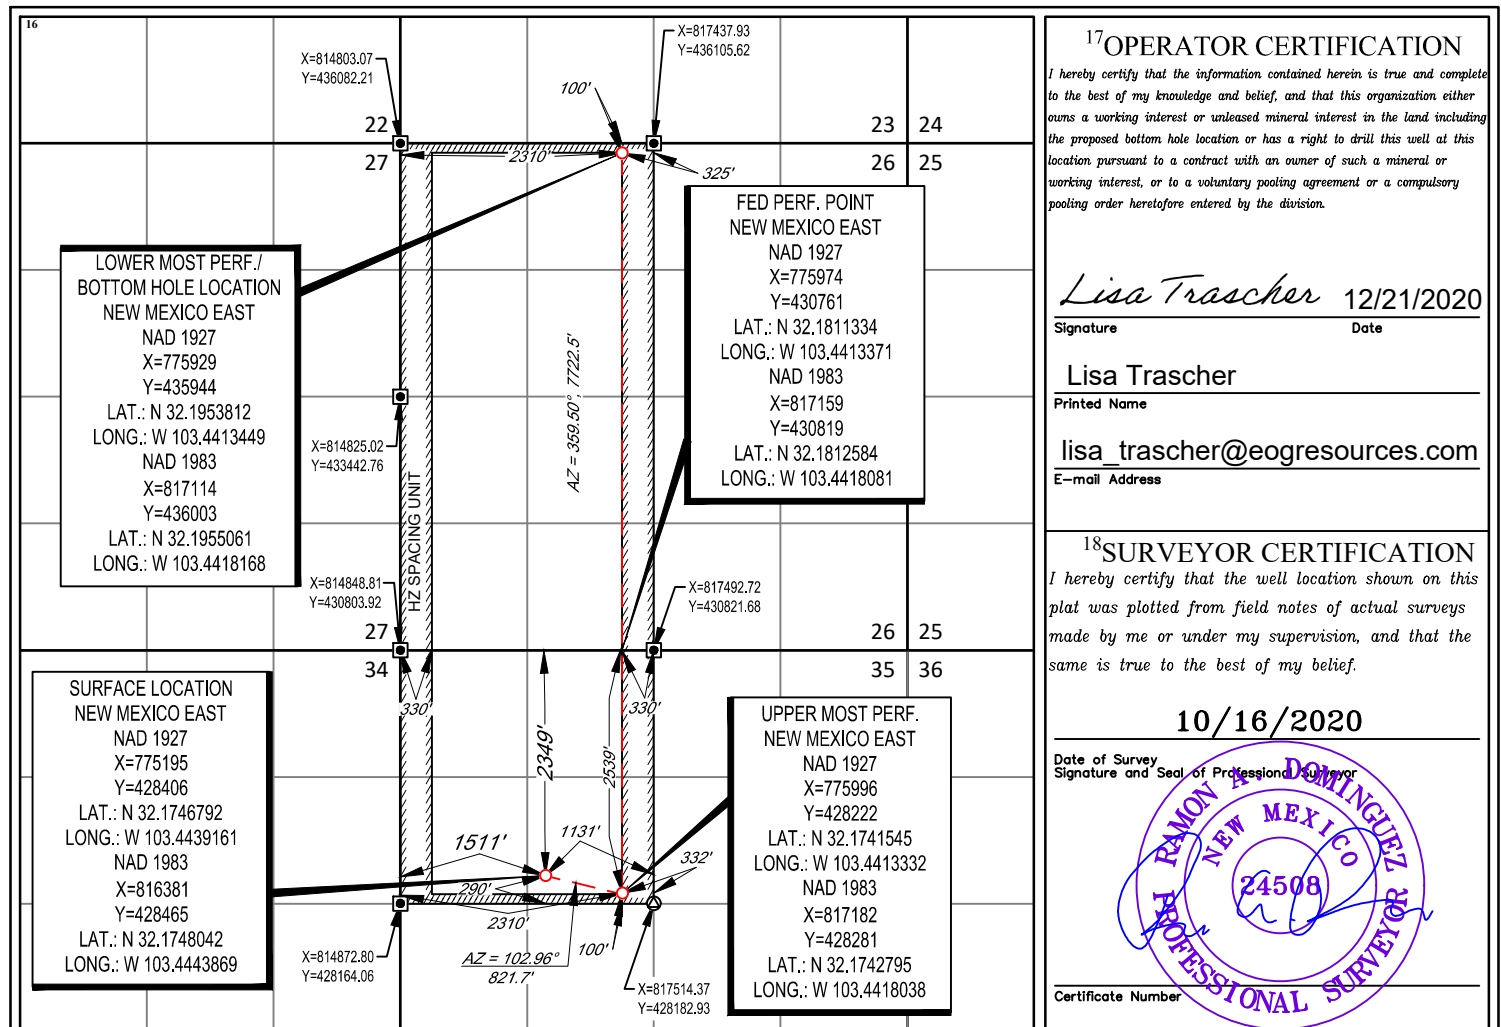 16
X=814803.07
Y=436082.21
X=817437.93
Y=436105.62
100'
22
23 24
27
26 25
2310'
325'
LOWER MOST PERF./
BOTTOM HOLE LOCATION
NEW MEXICO EAST
NAD 1927
X=775929
Y=435944
LAT.: N 32.1953812
LONG.: W 103.4413449
NAD 1983
X=817114
Y=436003
LAT.: N 32.1955061
LONG.: W 103.4418168
FED PERF. POINT
NEW MEXICO EAST
NAD 1927
X=775974
Y=430761
LAT.: N 32.1811334
LONG.: W 103.4413371
NAD 1983
X=817159
Y=430819
LAT.: N 32.1812584
LONG.: W 103.4418081
AZ = 359.50°, 7722.5'
X=814825.02
Y=433442.76
HZ SPACING UNIT
X=814848.81
Y=430803.92
X=817492.72
Y=430821.68
27
26 25
34
35 36
330'
330'
2349'
2539'
SURFACE LOCATION
NEW MEXICO EAST
NAD 1927
X=775195
Y=428406
LAT.: N 32.1746792
LONG.: W 103.4439161
NAD 1983
X=816381
Y=428465
LAT.: N 32.1748042
LONG.: W 103.4443869
UPPER MOST PERF.
NEW MEXICO EAST
NAD 1927
X=775996
Y=428222
LAT.: N 32.1741545
LONG.: W 103.4413332
NAD 1983
X=817182
Y=428281
LAT.: N 32.1742795
LONG.: W 103.4418038
1511'
1131'
332'
290'
2310'
100'
AZ = 102.96°
821.7'
X=814872.80
Y=428164.06
X=817514.37
Y=428182.93
17 OPERATOR CERTIFICATION
I hereby certify that the information contained herein is true and complete
to the best of my knowledge and belief, and that this organization either
owns a working interest or unleased mineral interest in the land including
the proposed bottom hole location or has a right to drill this well at this
location pursuant to a contract with an owner of such a mineral or
working interest, or to a voluntary pooling agreement or a compulsory
pooling order heretofore entered by the division.
Lisa Trascher 12/21/2020
Signature Date
Lisa Trascher
Printed Name
lisa_trascher@eogresources.com
E-mail Address
18 SURVEYOR CERTIFICATION
I hereby certify that the well location shown on this
plat was plotted from field notes of actual surveys
made by me or under my supervision, and that the
same is true to the best of my belief.
10/16/2020
Date of Survey
Signature and Seal of Professional Surveyor
RAMON A. DOMINGUEZ
NEW MEXICO
24508
PROFESSIONAL SURVEYOR
Certificate Number